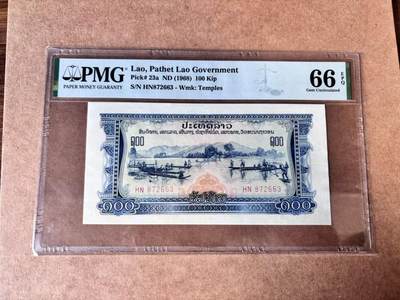 PMG
PAPER MONEY GUARANTY
Lao, Pathet Lao Government
Pick# 23a ND (1968) 100 Kip
S/N HN872663 - Wmk: Temples
66 EPQ
Gem Uncirculated
ປະເທດລາວ
໑໐໐ ໑໐໐
HN 872663
HN 872663
໑໐໐ ໑໐໐